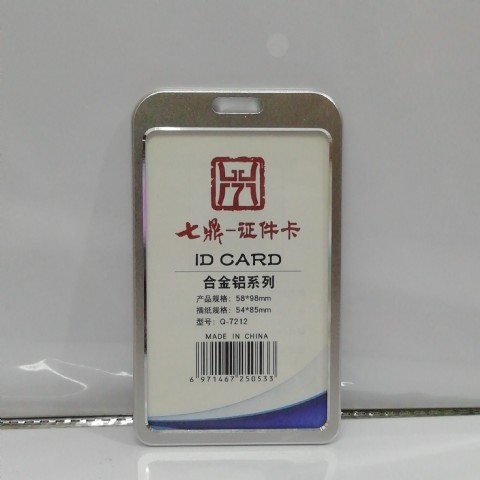 七鼎-证件卡
ID CARD
合金铝系列
产品规格：58*98mm
插纸规格：54*85mm
型号：Q-7212
MADE IN CHINA
6 971467 250533